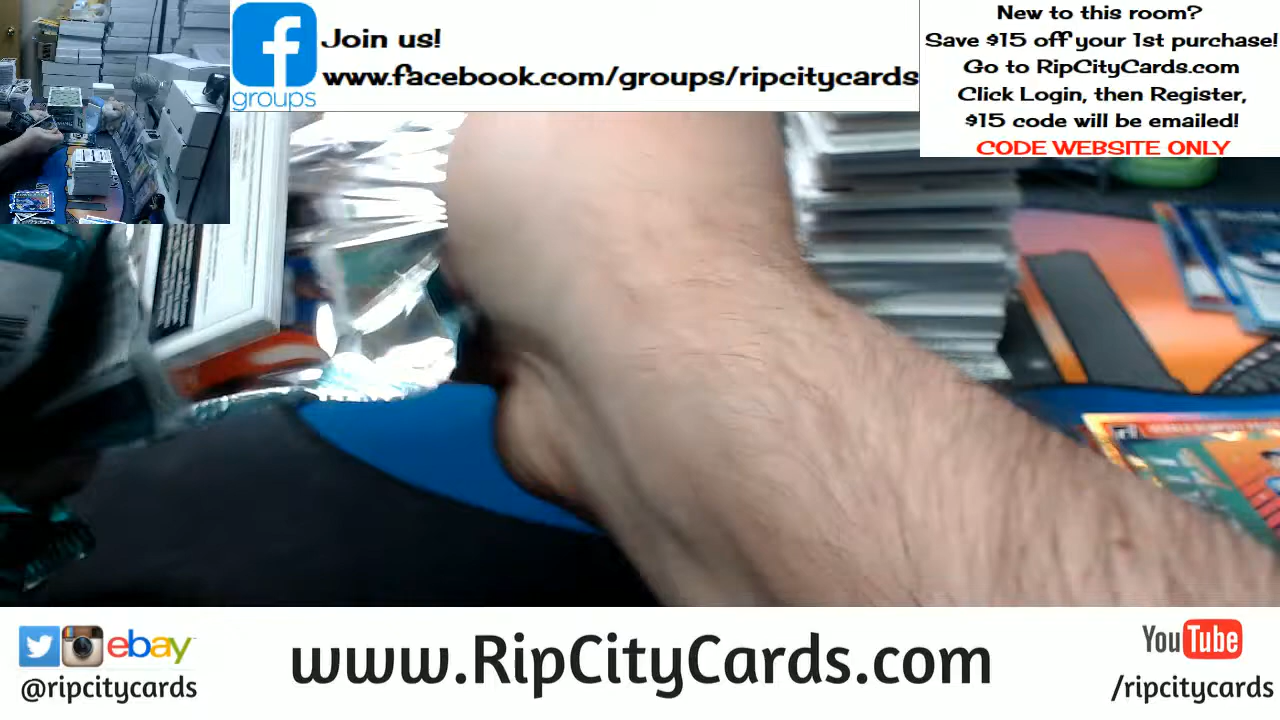 groups
Join us!
www.facebook.com/groups/ripcitycards
New to this room?
Save $15 off your 1st purchase!
Go to RipCityCards.com
Click Login, then Register,
$15 code will be emailed!
CODE WEBSITE ONLY
ebay
@ripcitycards
www.RipCityCards.com
YouTube
/ripcitycards